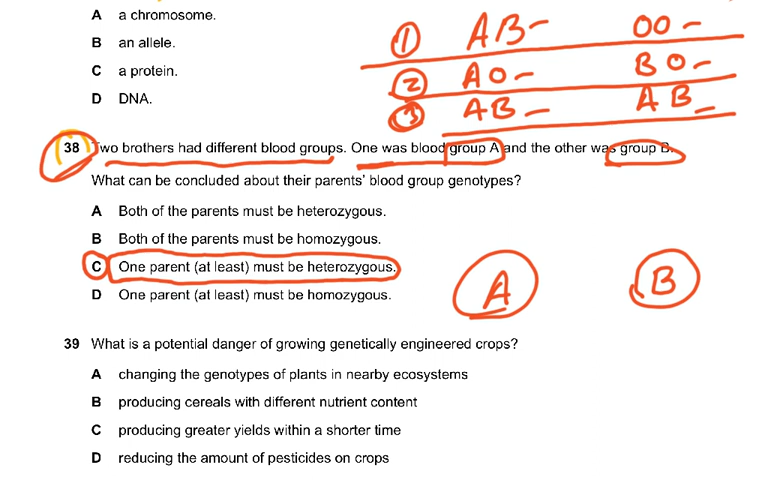 A a chromosome.
B an allele.
C a protein.
D DNA.
1 AB- OO-
2 AO- BO-
3 AB- AB-
38 Two brothers had different blood groups. One was blood group A and the other was group B.
What can be concluded about their parents' blood group genotypes?
A Both of the parents must be heterozygous.
B Both of the parents must be homozygous.
C One parent (at least) must be heterozygous.
D One parent (at least) must be homozygous.
A B
39 What is a potential danger of growing genetically engineered crops?
A changing the genotypes of plants in nearby ecosystems
B producing cereals with different nutrient content
C producing greater yields within a shorter time
D reducing the amount of pesticides on crops